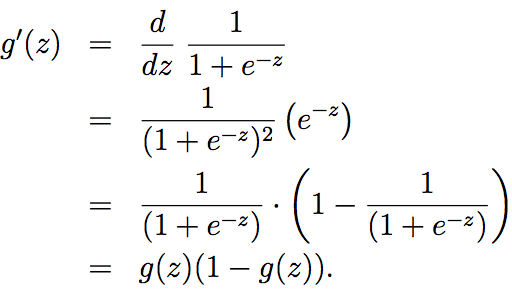 g′(z) = d/dz 1/(1 + e^{−z})
= 1/(1 + e^{−z})² (e^{−z})
= 1/(1 + e^{−z}) · (1 − 1/(1 + e^{−z}))
= g(z)(1 − g(z)).